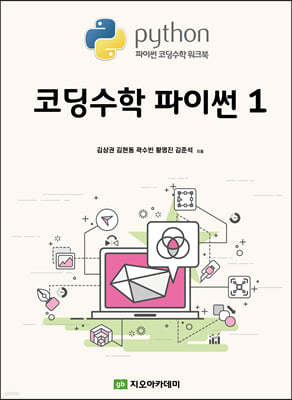 python
파이썬 코딩수학 워크북
코딩수학 파이썬 1
김상권 김현동 곽수빈 황영진 김준석 지음
gb 지오아카데미